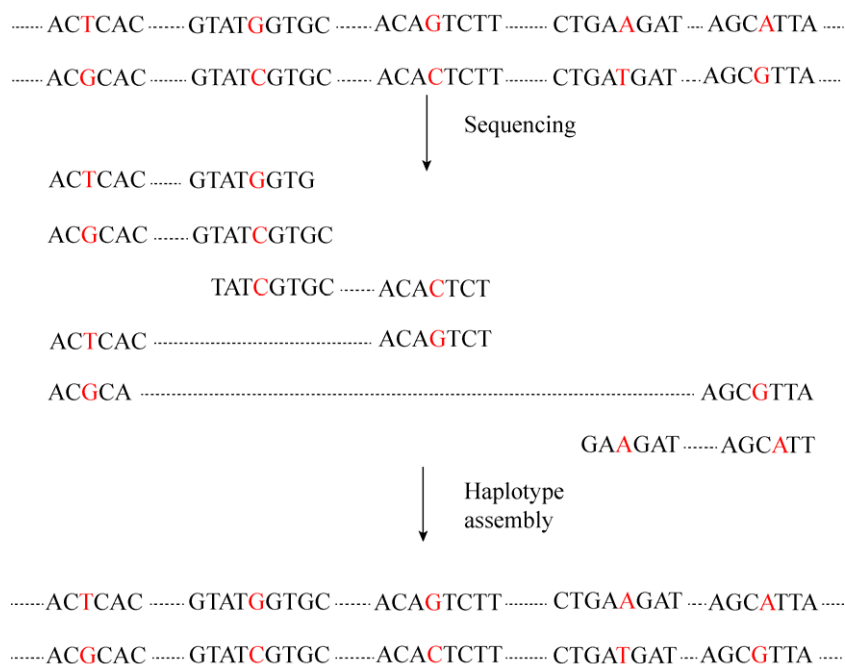 ACTCAC GTATGGTGC ACAGTCTT CTGAAGAT AGCATTA
ACGCAC GTATCGTGC ACACTCTT CTGATGAT AGCGTTA
Sequencing
ACTCAC GTATGGTG
ACGCAC GTATCGTGC
TATCGTGC ACACTCT
ACTCAC ACAGTCT
ACGCA AGCGTTA
GAAGAT AGCATT
Haplotype
assembly
ACTCAC GTATGGTGC ACAGTCTT CTGAAGAT AGCATTA
ACGCAC GTATCGTGC ACACTCTT CTGATGAT AGCGTTA